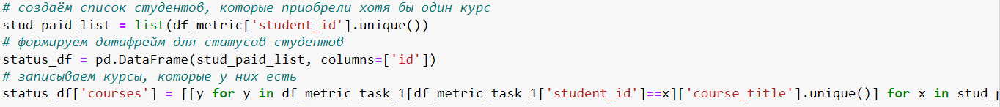 # создаём список студентов, которые приобрели хотя бы один курс
stud_paid_list = list(df_metric['student_id'].unique())
# формируем датафрейм для статусов студентов
status_df = pd.DataFrame(stud_paid_list, columns=['id'])
# записываем курсы, которые у них есть
status_df['courses'] = [[y for y in df_metric_task_1[df_metric_task_1['student_id']==x]['course_title'].unique()] for x in stud_